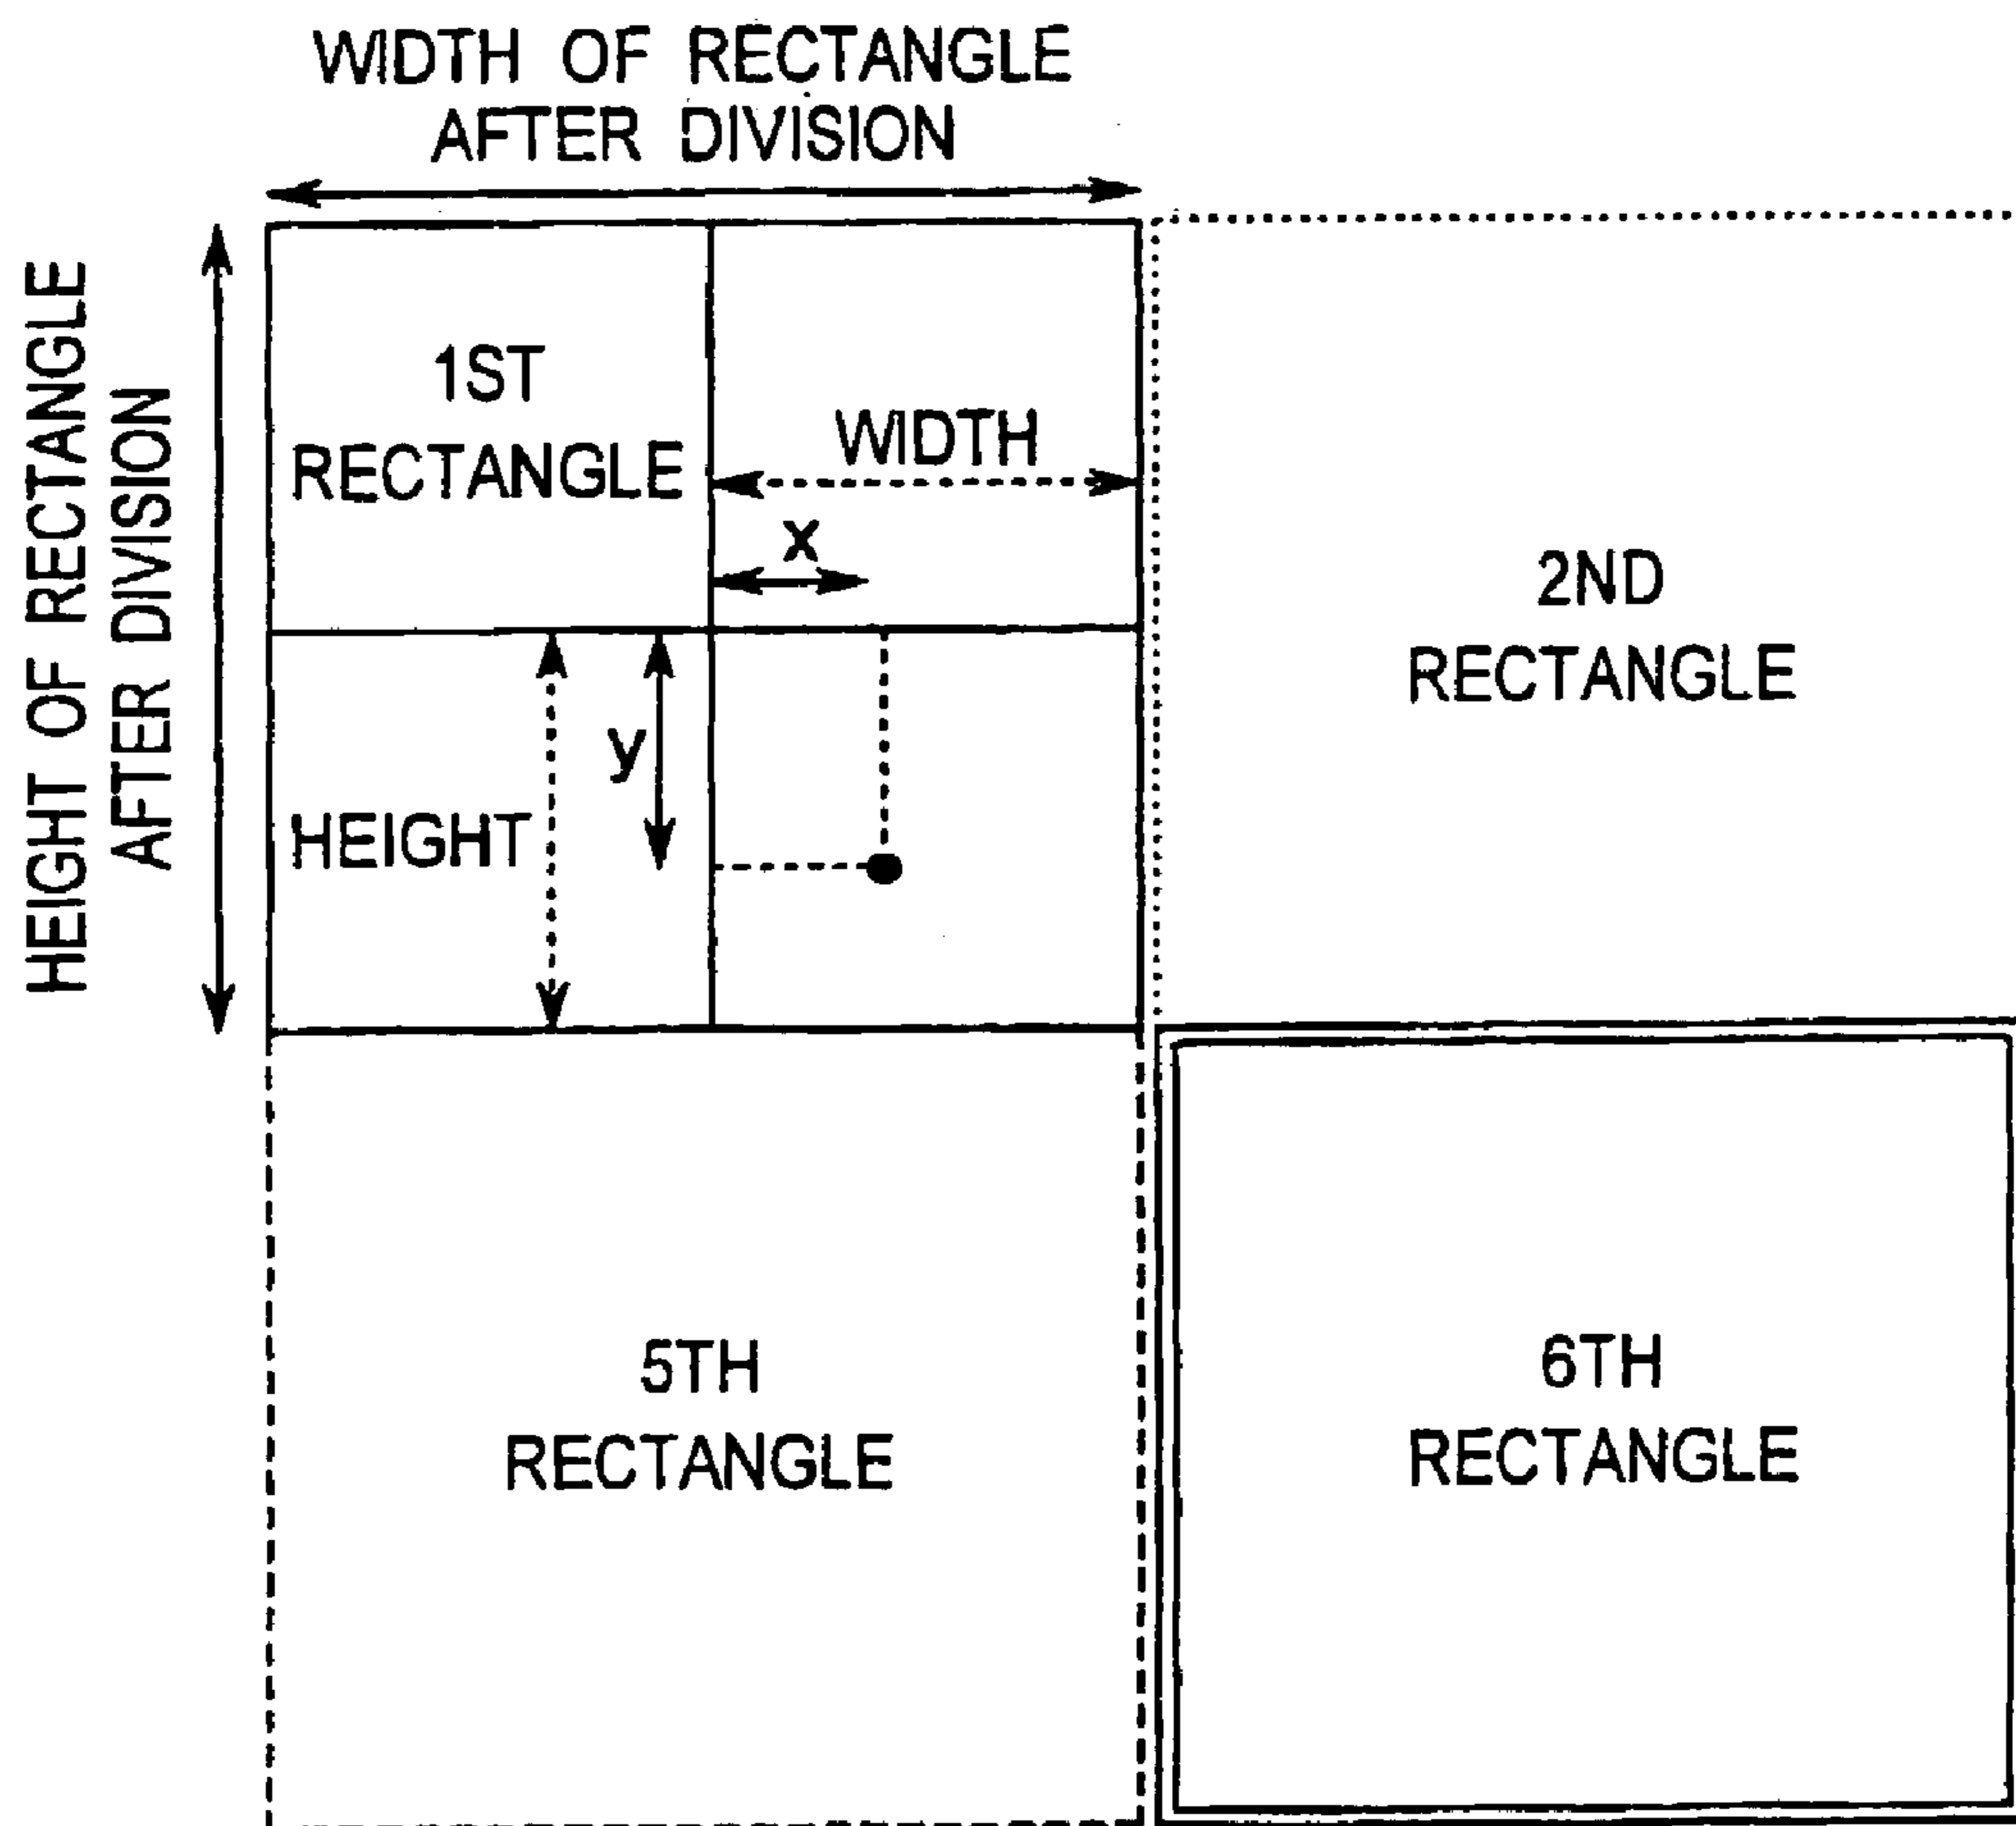 WIDTH OF RECTANGLE
AFTER DIVISION
HEIGHT OF RECTANGLE
AFTER DIVISION
1ST
RECTANGLE
WIDTH
x
2ND
RECTANGLE
y
HEIGHT
5TH
RECTANGLE
6TH
RECTANGLE